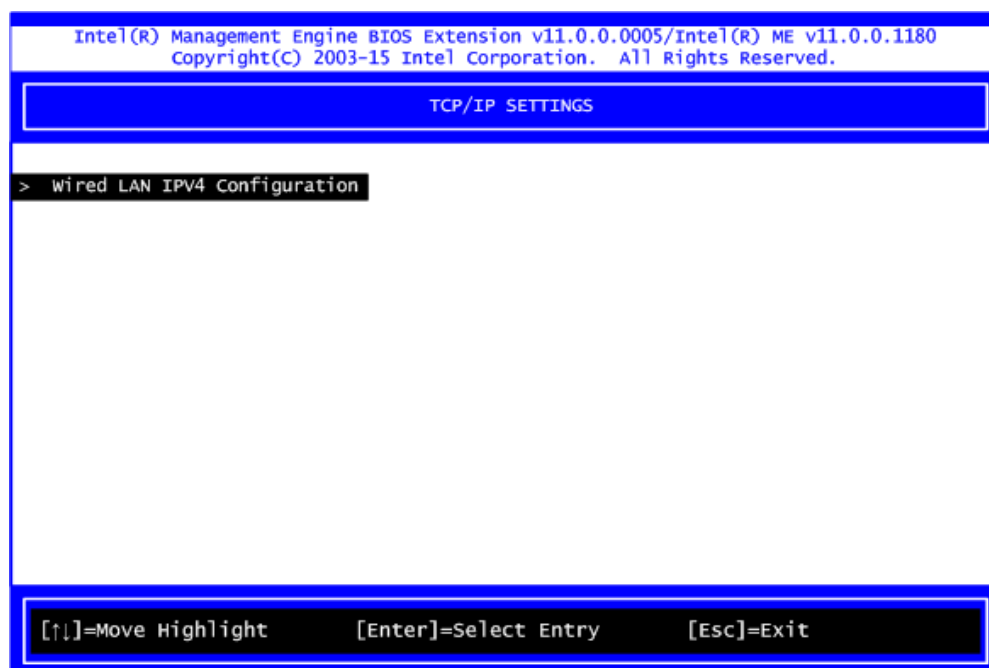 Intel(R) Management Engine BIOS Extension v11.0.0.0005/Intel(R) ME v11.0.0.1180
Copyright(C) 2003-15 Intel Corporation. All Rights Reserved.
TCP/IP SETTINGS
> Wired LAN IPV4 Configuration
[↑↓]=Move Highlight [Enter]=Select Entry [Esc]=Exit